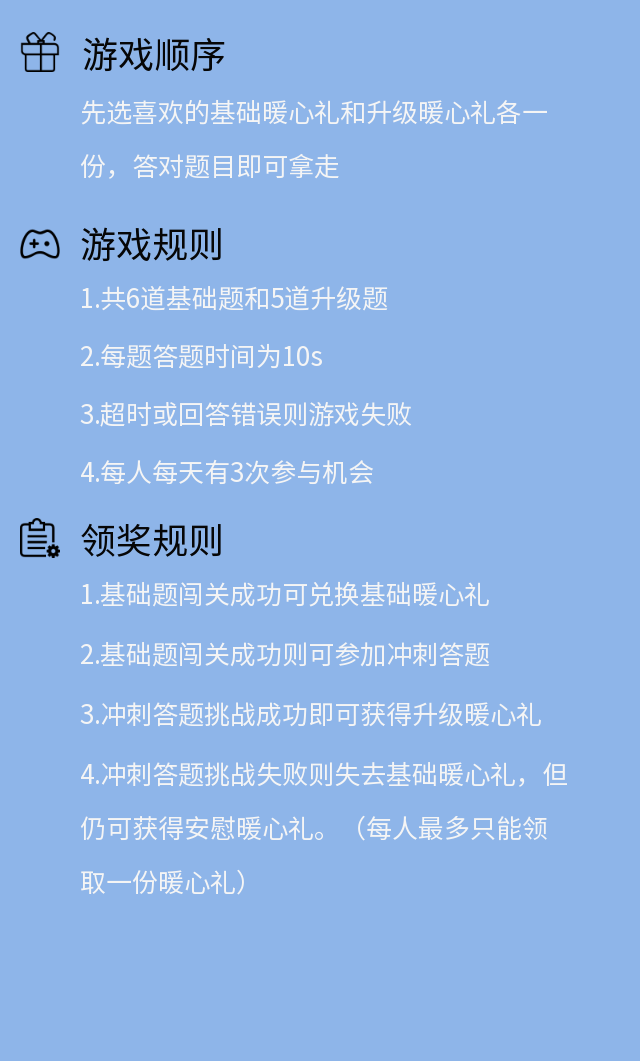 游戏顺序
先选喜欢的基础暖心礼和升级暖心礼各一
份，答对题目即可拿走
游戏规则
1.共6道基础题和5道升级题
2.每题答题时间为10s
3.超时或回答错误则游戏失败
4.每人每天有3次参与机会
领奖规则
1.基础题闯关成功可兑换基础暖心礼
2.基础题闯关成功则可参加冲刺答题
3.冲刺答题挑战成功即可获得升级暖心礼
4.冲刺答题挑战失败则失去基础暖心礼，但
仍可获得安慰暖心礼。（每人最多只能领
取一份暖心礼）